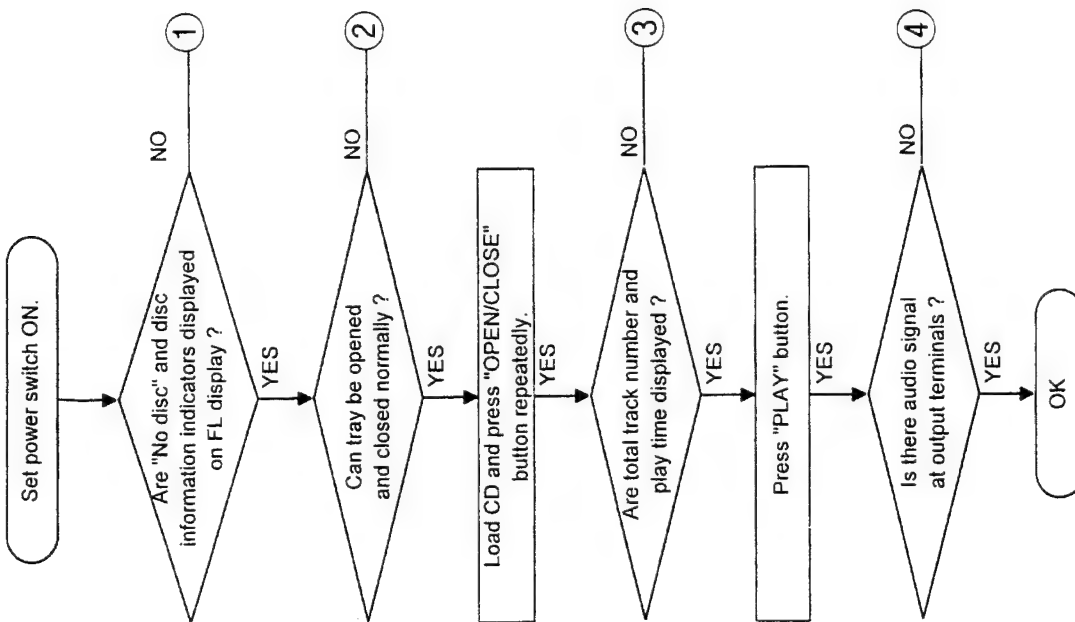 Set power switch ON.
Are "No disc" and disc
information indicators displayed
on FL display ?
NO
1
YES
Can tray be opened
and closed normally ?
NO
2
YES
Load CD and press "OPEN/CLOSE"
button repeatedly.
YES
Are total track number and
play time displayed ?
NO
3
YES
Press "PLAY" button.
YES
Is there audio signal
at output terminals ?
NO
4
YES
OK